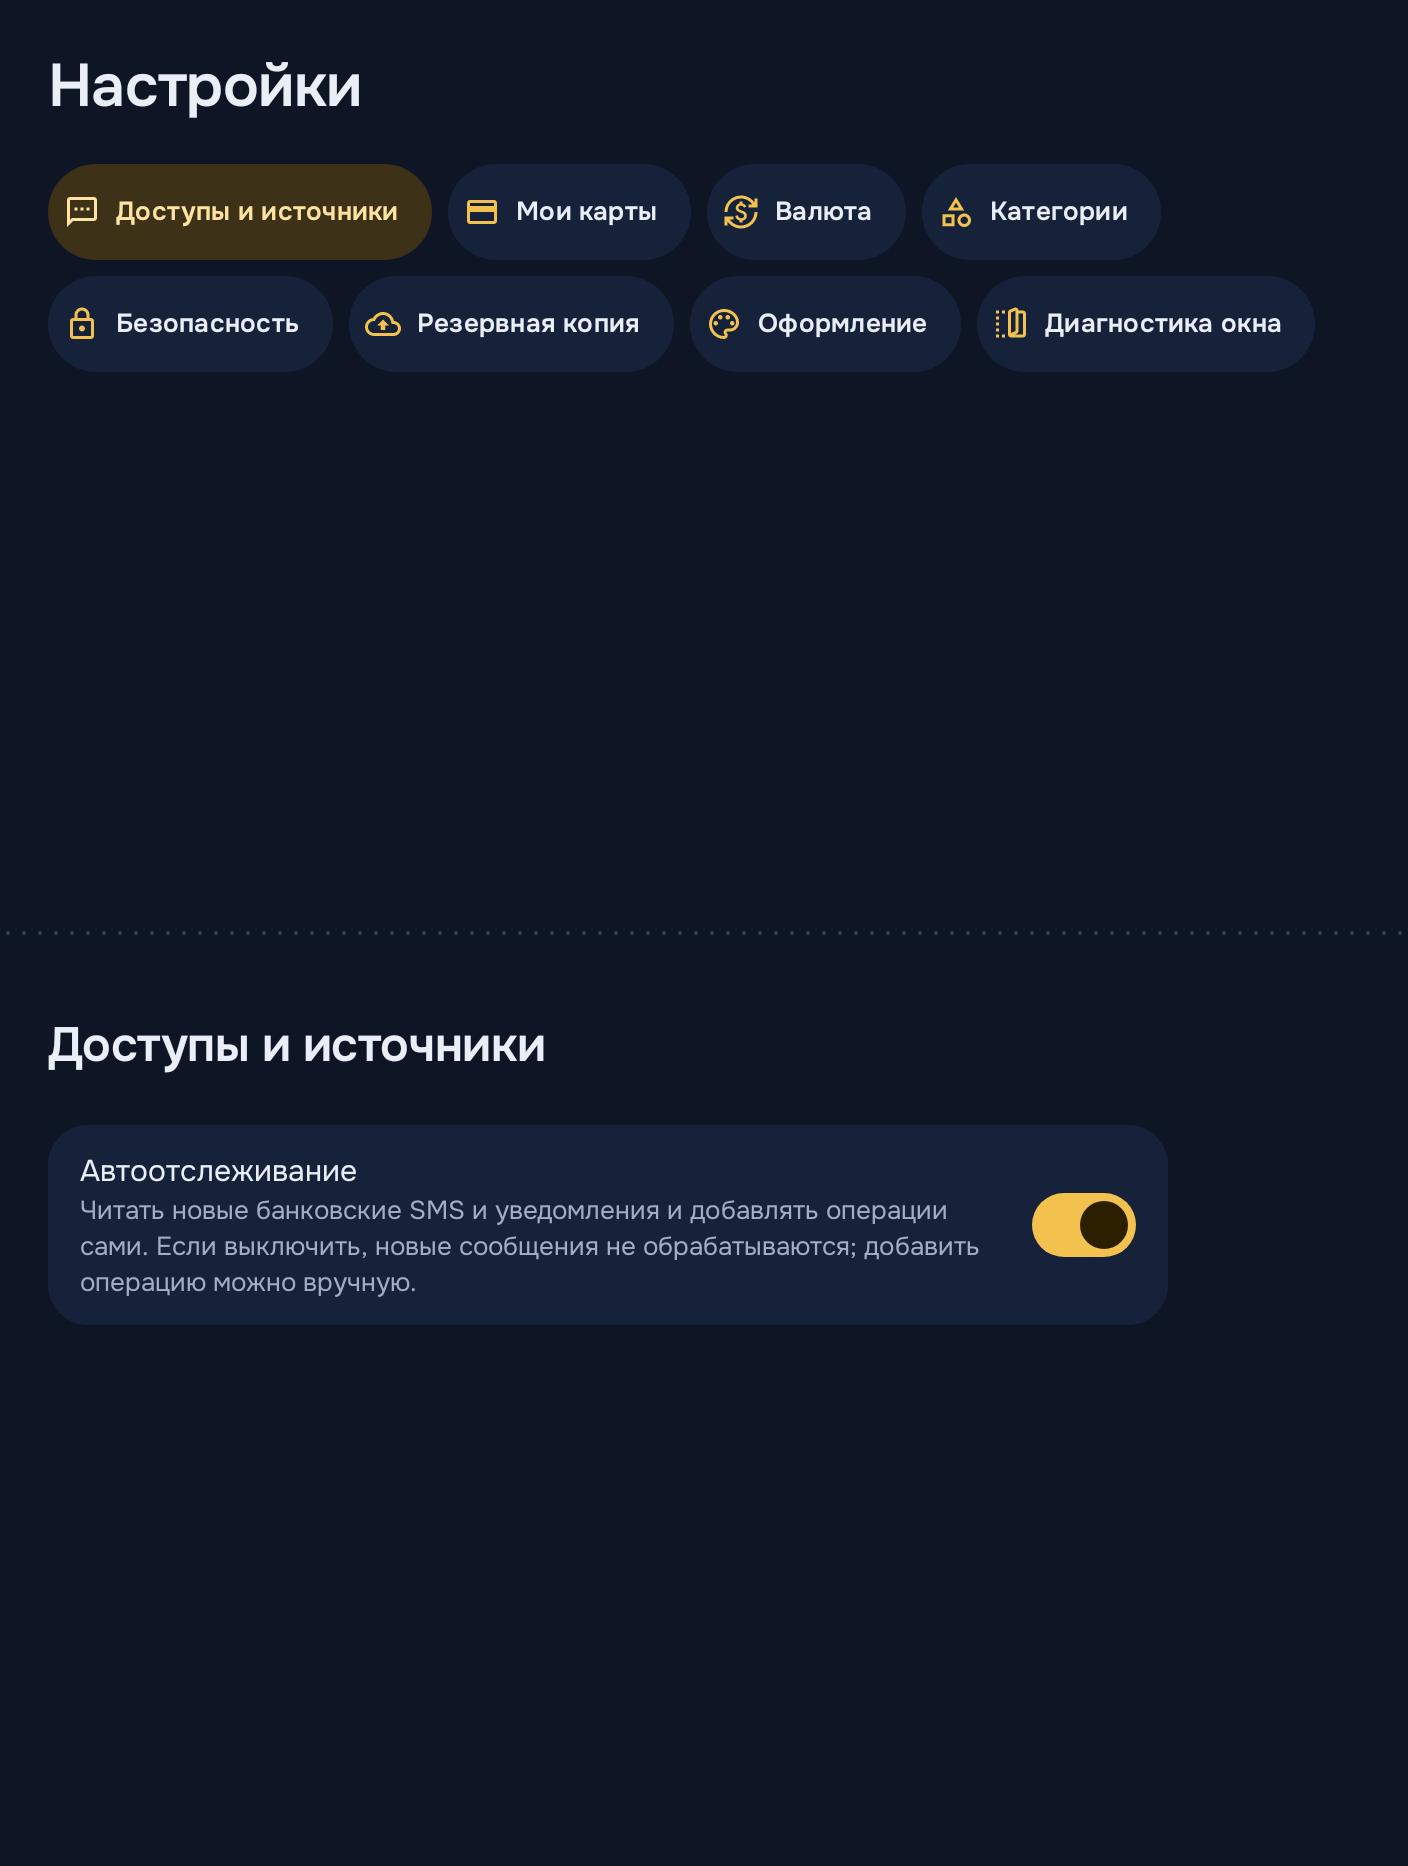 Настройки
Доступы и источники
Мои карты
Валюта
Категории
Безопасность
Резервная копия
Оформление
Диагностика окна
Доступы и источники
Автоотслеживание
Читать новые банковские SMS и уведомления и добавлять операции
сами. Если выключить, новые сообщения не обрабатываются; добавить
операцию можно вручную.